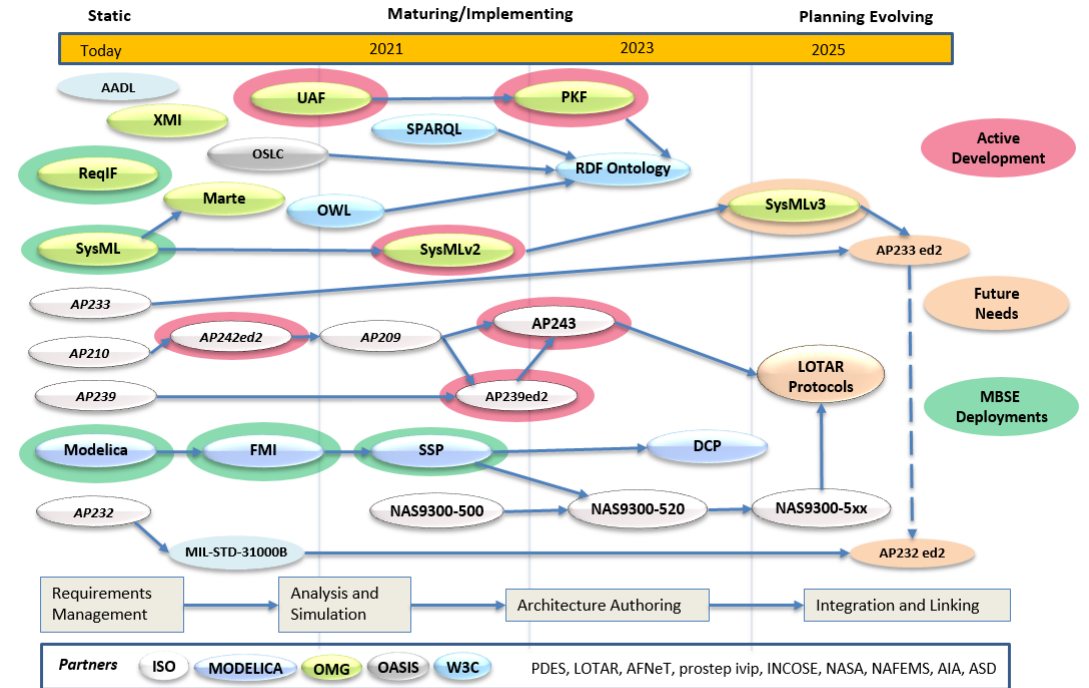 Static
Maturing/Implementing
Planning Evolving
Today
2021
2023
2025
AADL
UAF
PKF
XMI
SPARQL
Active
Development
OSLC
RDF Ontology
ReqIF
Marte
OWL
SysMLv3
SysML
SysMLv2
AP233 ed2
AP233
Future
Needs
AP210
AP242ed2
AP209
AP243
LOTAR
Protocols
AP239
AP239ed2
MBSE
Deployments
Modelica
FMI
SSP
DCP
AP232
NAS9300-500
NAS9300-520
NAS9300-5xx
MIL-STD-31000B
AP232 ed2
Requirements
Management
Analysis and
Simulation
Architecture Authoring
Integration and Linking
Partners
ISO
MODELICA
OMG
OASIS
W3C
PDES, LOTAR, AFNeT, prostep ivip, INCOSE, NASA, NAFEMS, AIA, ASD